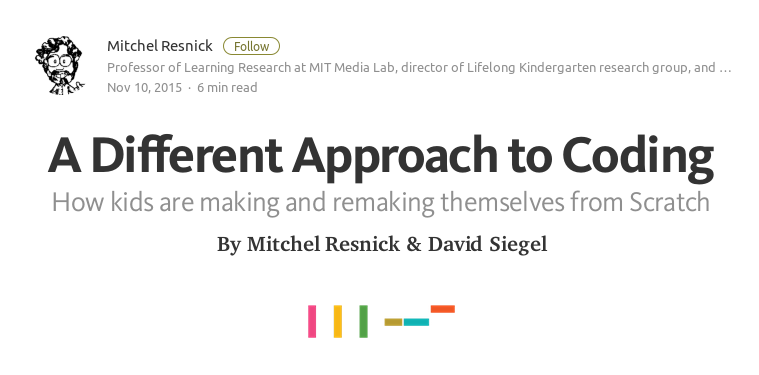 Mitchel Resnick Follow
Professor of Learning Research at MIT Media Lab, director of Lifelong Kindergarten research group, and ...
Nov 10, 2015 · 6 min read
A Different Approach to Coding
How kids are making and remaking themselves from Scratch
By Mitchel Resnick & David Siegel